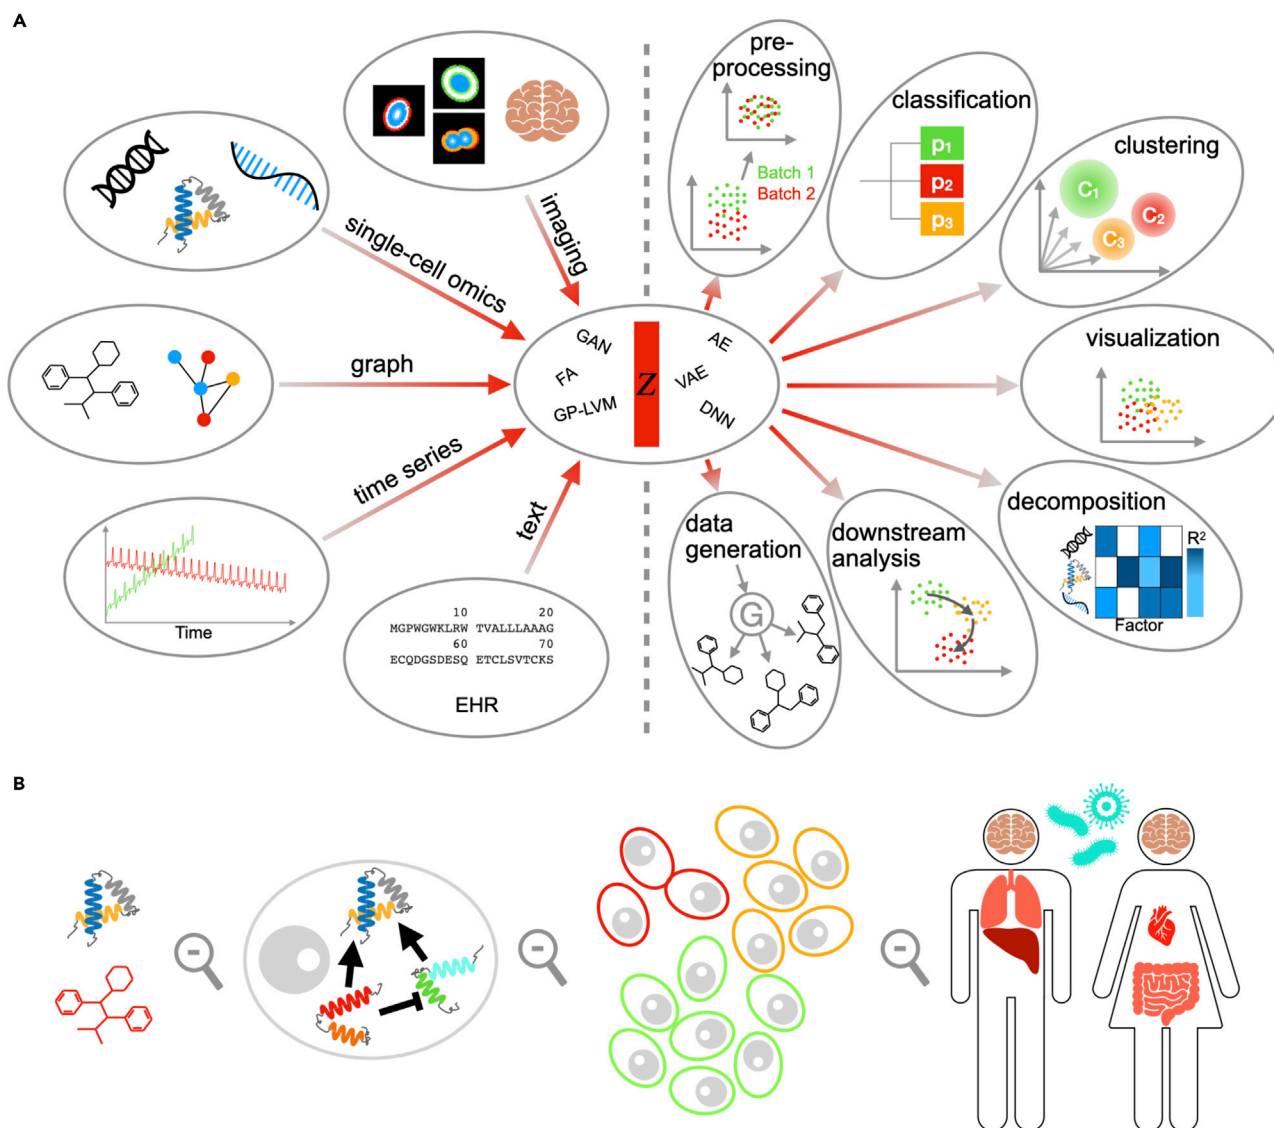 A
imaging
single-cell omics
graph
time series
Time
text
10 20
MGPWGWKLRW TVALLLAAAG
60 70
ECQDGSDESQ ETCLSVTCKS
EHR
GAN
FA
GP-LVM
Z
AE
VAE
DNN
pre-
processing
Batch 1
Batch 2
classification
p1
p2
p3
clustering
C1
C2
C3
visualization
decomposition
R2
Factor
downstream
analysis
data
generation
G
B
-
-
-